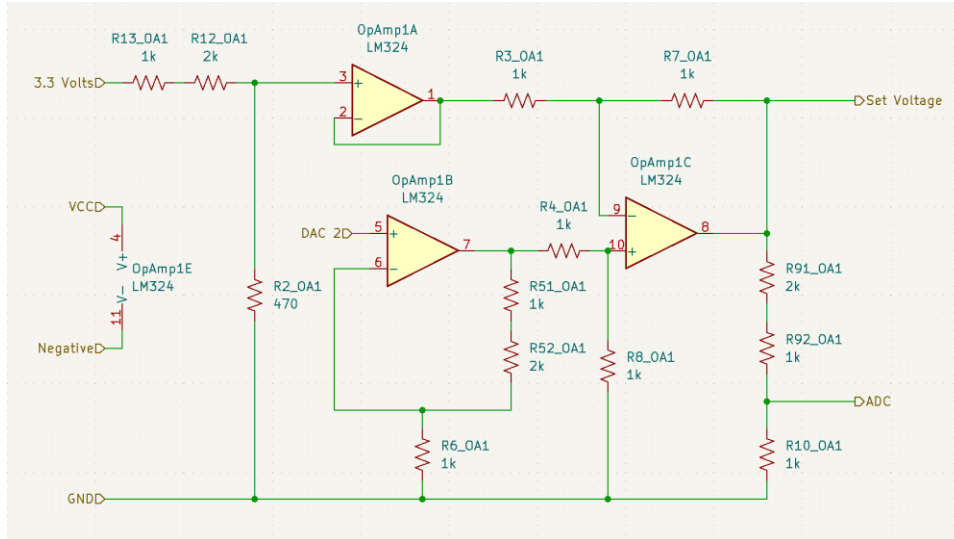 OpAmp1A
LM324
R13_OA1
1k
R12_OA1
2k
R3_OA1
1k
R7_OA1
1k
3.3 Volts
3
+
2
−
1
Set Voltage
OpAmp1B
LM324
OpAmp1C
LM324
VCC
4
V+
OpAmp1E
LM324
V−
11
Negative
DAC 2
5
+
6
−
7
R4_OA1
1k
9
−
10
+
8
R2_OA1
470
R51_OA1
1k
R52_OA1
2k
R8_OA1
1k
R91_OA1
2k
R92_OA1
1k
ADC
R6_OA1
1k
R10_OA1
1k
GND